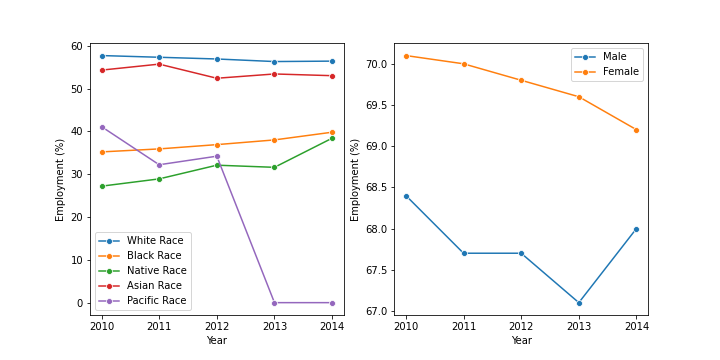 60
50
40
30
20
10
0
Employment (%)
White Race
Black Race
Native Race
Asian Race
Pacific Race
2010 2011 2012 2013 2014
Year
70.0
69.5
69.0
68.5
68.0
67.5
67.0
Employment (%)
Male
Female
2010 2011 2012 2013 2014
Year